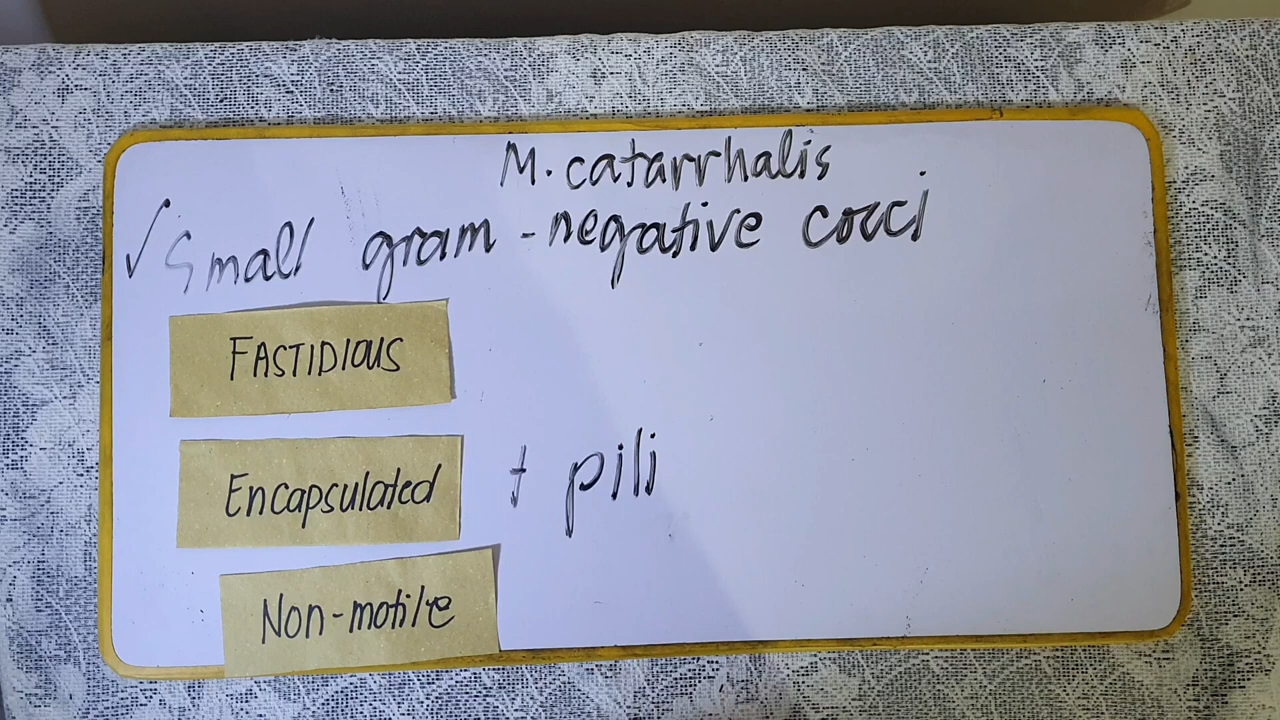 M. catarrhalis
√ Small gram-negative cocci
FASTIDIOUS
Encapsulated + pili
Non-motile